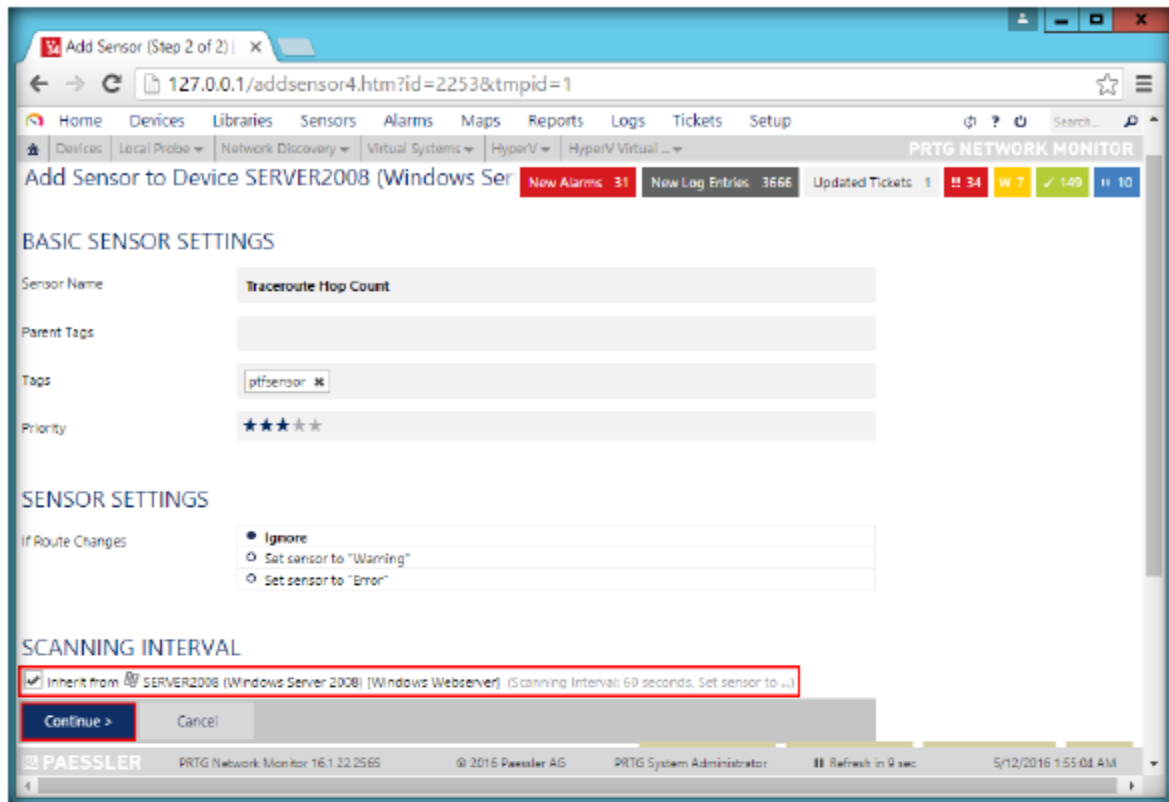 Add Sensor (Step 2 of 2) |
127.0.0.1/addsensor4.htm?id=2253&tmpid=1
Home Devices Libraries Sensors Alarms Maps Reports Logs Tickets Setup Search...
Devices Local Probe Network Discovery Virtual Systems HyperV HyperV Virtual ... PRTG NETWORK MONITOR
Add Sensor to Device SERVER2008 (Windows Ser New Alarms 31 New Log Entries 3666 Updated Tickets 1 !! 34 W 7 149 10
BASIC SENSOR SETTINGS
Sensor Name Traceroute Hop Count
Parent Tags
Tags ptfsensor
Priority
SENSOR SETTINGS
If Route Changes Ignore
Set sensor to "Warning"
Set sensor to "Error"
SCANNING INTERVAL
Inherit from SERVER2008 (Windows Server 2008) [Windows Webserver] (Scanning Interval: 60 seconds, Set sensor to ...)
Continue > Cancel
PAESSLER PRTG Network Monitor 16.1.22.2565 © 2016 Paessler AG PRTG System Administrator Refresh in 9 sec 5/12/2016 1:55:04 AM